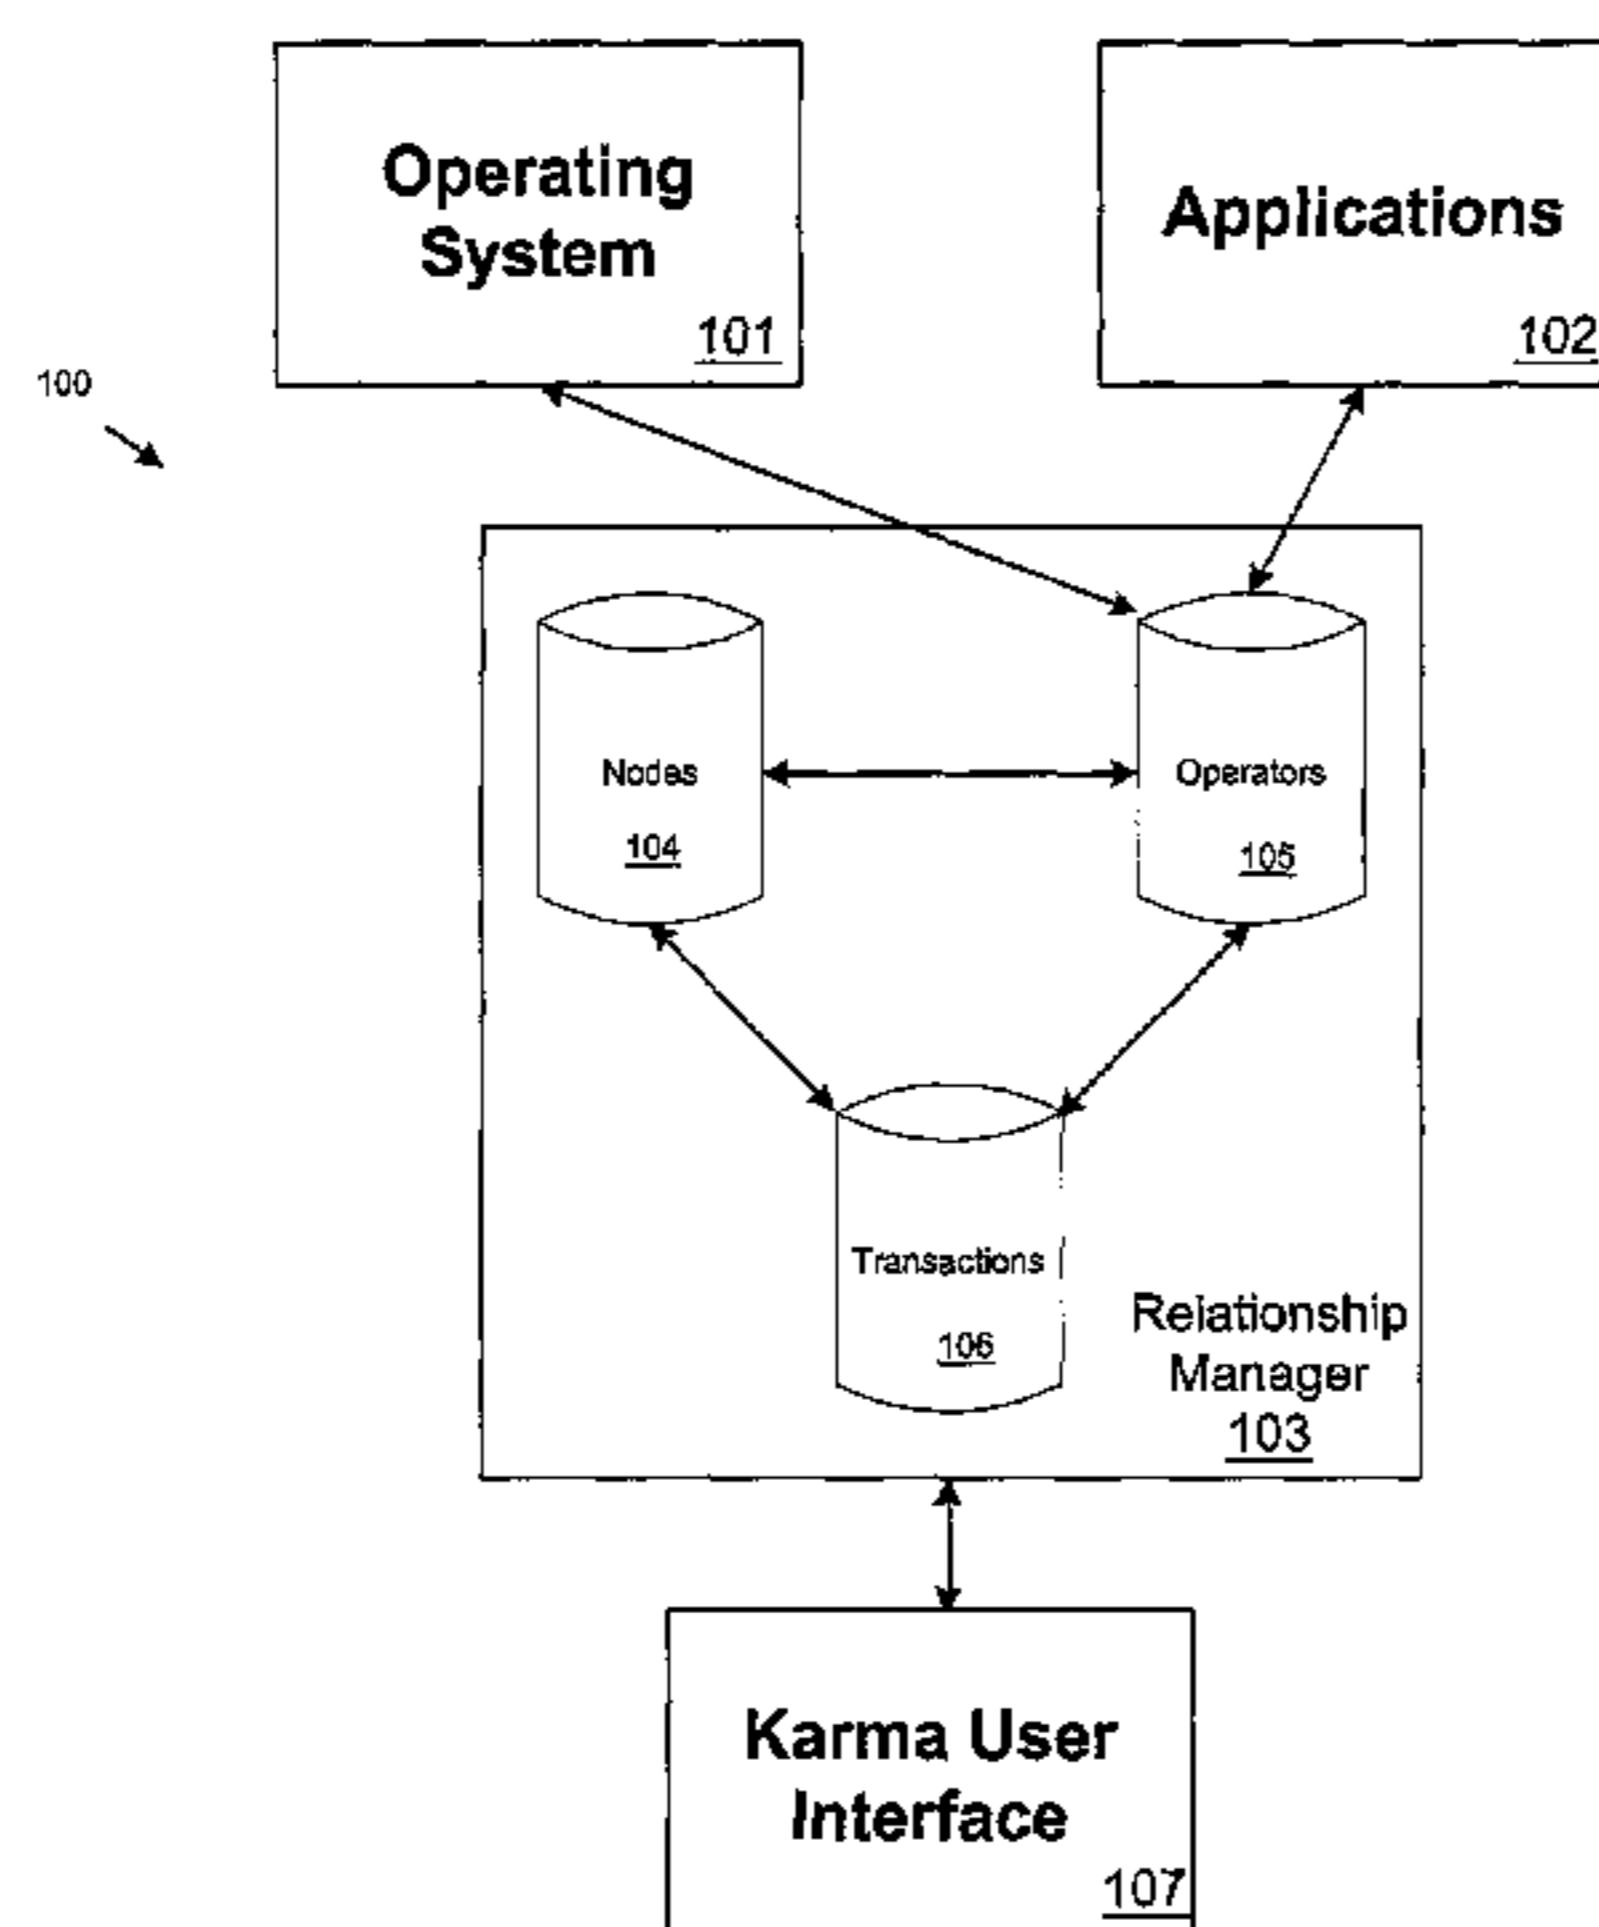 Operating
System
101
Applications
102
100
Nodes
104
Operators
105
Transactions
106
Relationship
Manager
103
Karma User
Interface
107